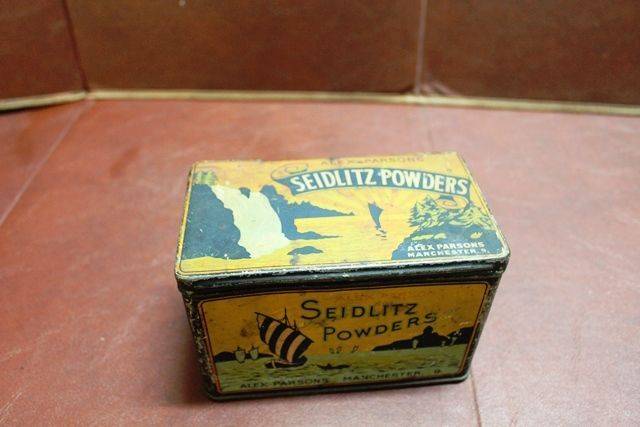 ALEX PARSONS
SEIDLITZ POWDERS
ALEX PARSONS
MANCHESTER, 9.
SEIDLITZ
POWDERS
ALEX PARSONS, MANCHESTER, 9.